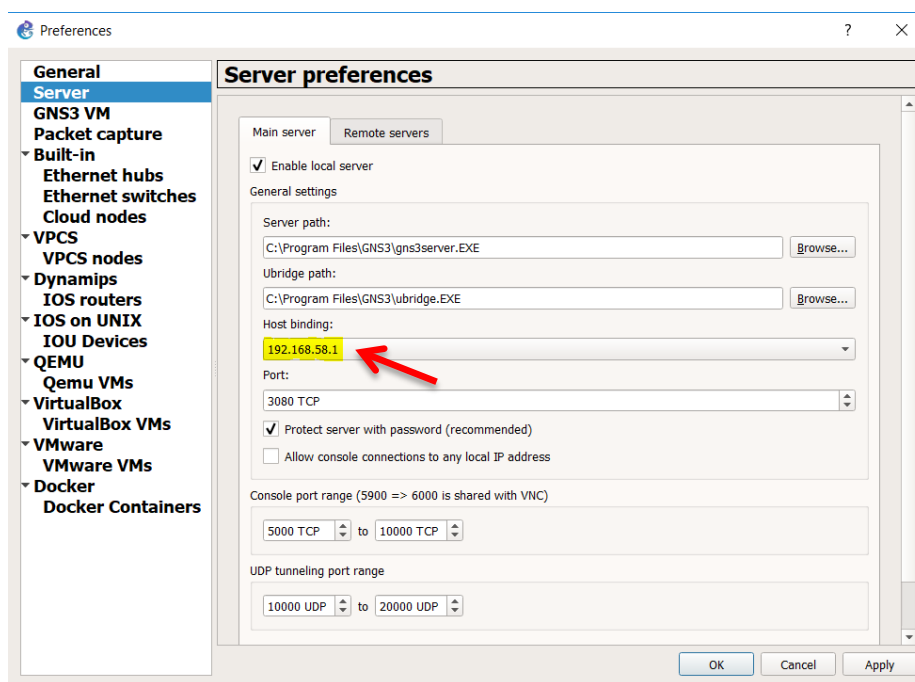 Preferences
General
Server
GNS3 VM
Packet capture
Built-in
Ethernet hubs
Ethernet switches
Cloud nodes
VPCS
VPCS nodes
Dynamips
IOS routers
IOS on UNIX
IOU Devices
QEMU
Qemu VMs
VirtualBox
VirtualBox VMs
VMware
VMware VMs
Docker
Docker Containers
Server preferences
Main server Remote servers
Enable local server
General settings
Server path:
C:\Program Files\GNS3\gns3server.EXE Browse...
Ubridge path:
C:\Program Files\GNS3\ubridge.EXE Browse...
Host binding:
192.168.58.1
Port:
3080 TCP
Protect server with password (recommended)
Allow console connections to any local IP address
Console port range (5900 => 6000 is shared with VNC)
5000 TCP to 10000 TCP
UDP tunneling port range
10000 UDP to 20000 UDP
OK Cancel Apply